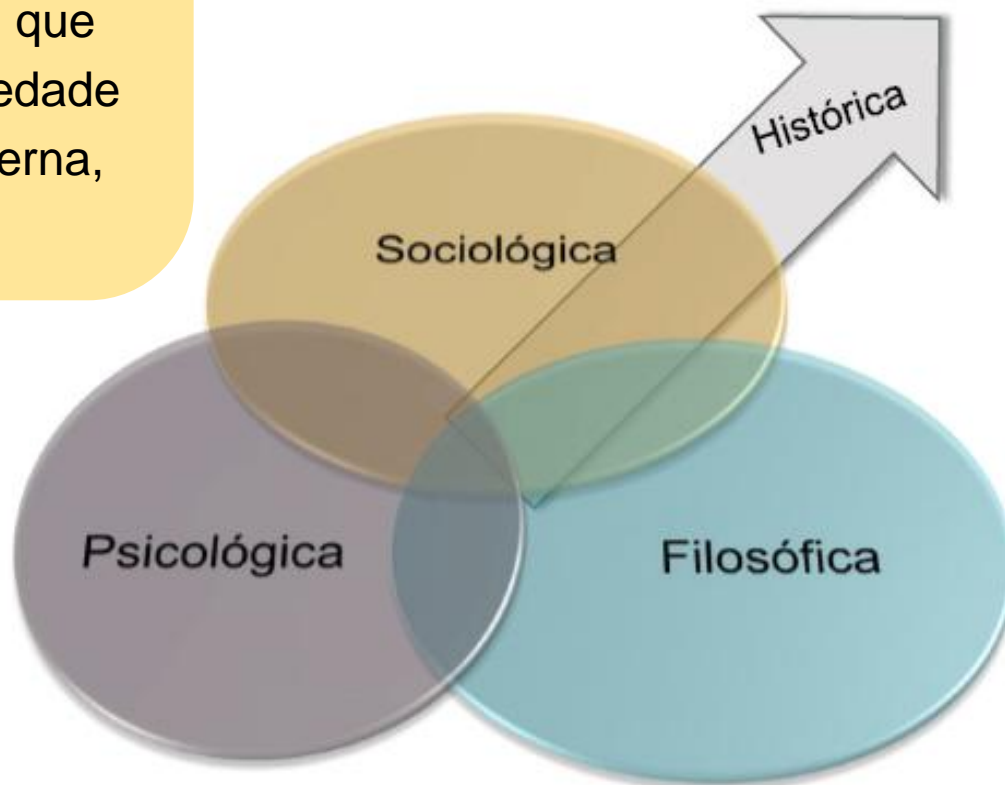 que
edade
erna,
Histórica
Sociológica
Psicológica
Filosófica